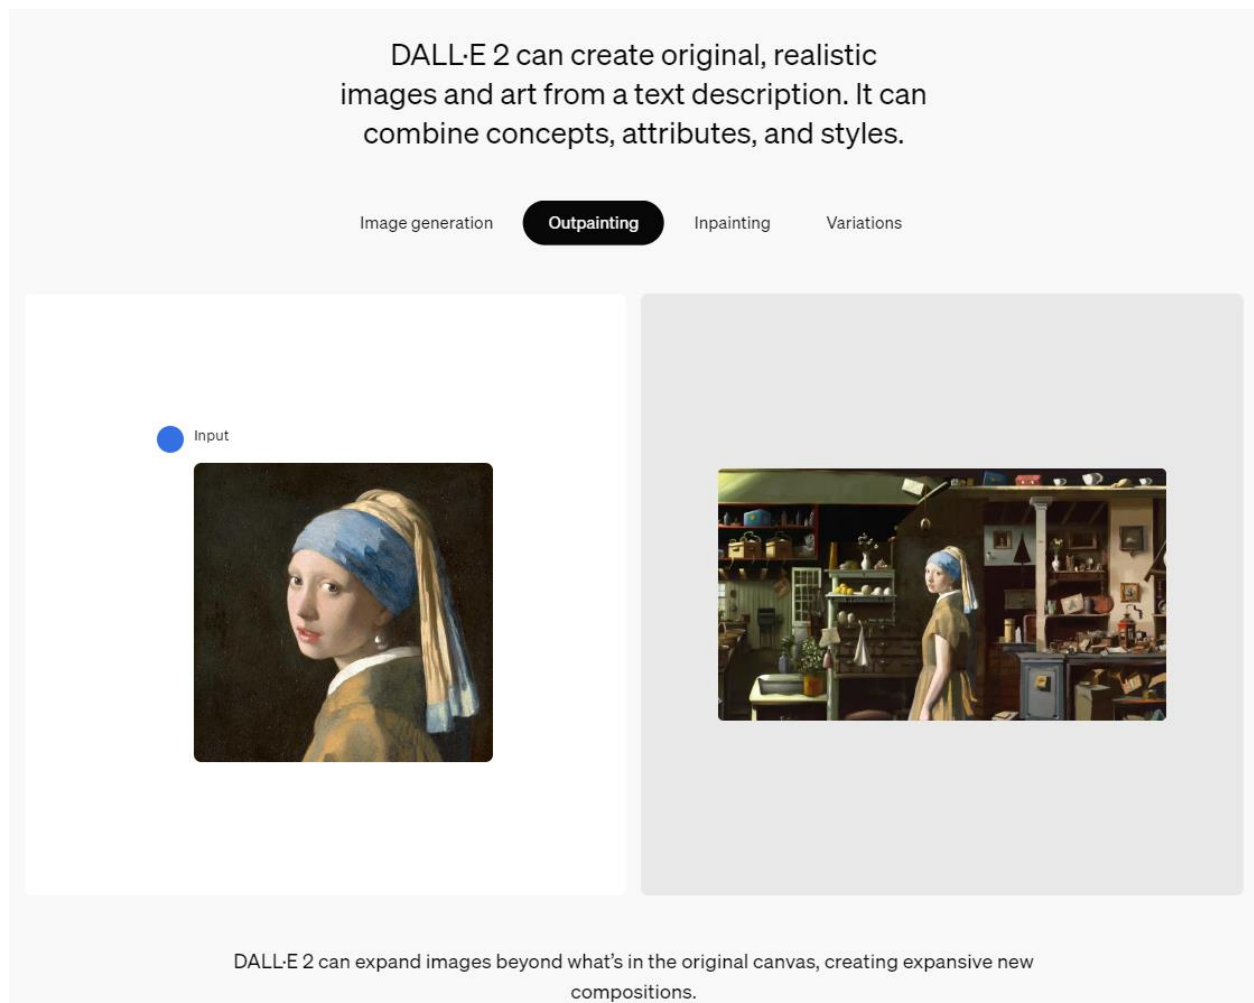 DALL·E 2 can create original, realistic
images and art from a text description. It can
combine concepts, attributes, and styles.
Image generation
Outpainting
Inpainting
Variations
Input
DALL·E 2 can expand images beyond what’s in the original canvas, creating expansive new
compositions.